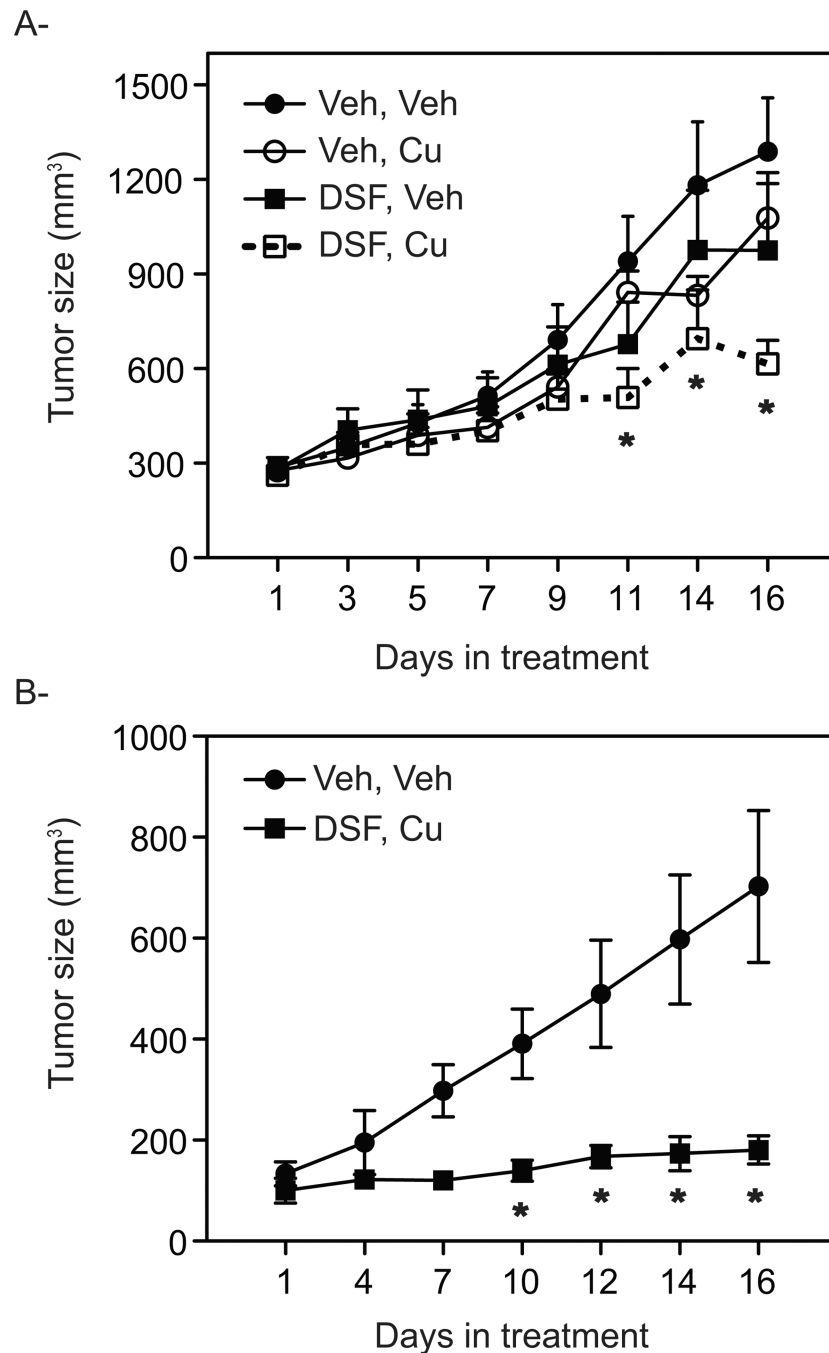 A-
Tumor size (mm³)
1500
1200
900
600
300
0
Veh, Veh
Veh, Cu
DSF, Veh
DSF, Cu
*
*
*
1 3 5 7 9 11 14 16
Days in treatment
B-
Tumor size (mm³)
1000
800
600
400
200
0
Veh, Veh
DSF, Cu
* * * *
1 4 7 10 12 14 16
Days in treatment